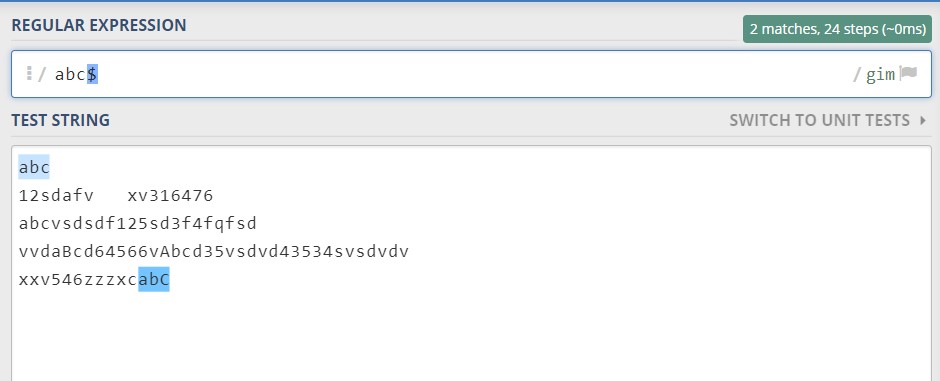 REGULAR EXPRESSION
2 matches, 24 steps (~0ms)
/ abc$ / gim
TEST STRING
SWITCH TO UNIT TESTS
abc
12sdafv   xv316476
abcvsdsdf125sd3f4fqfsd
vvdaBcd64566vAbcd35vsdvd43534svsdvdv
xxv546zzzxcabC